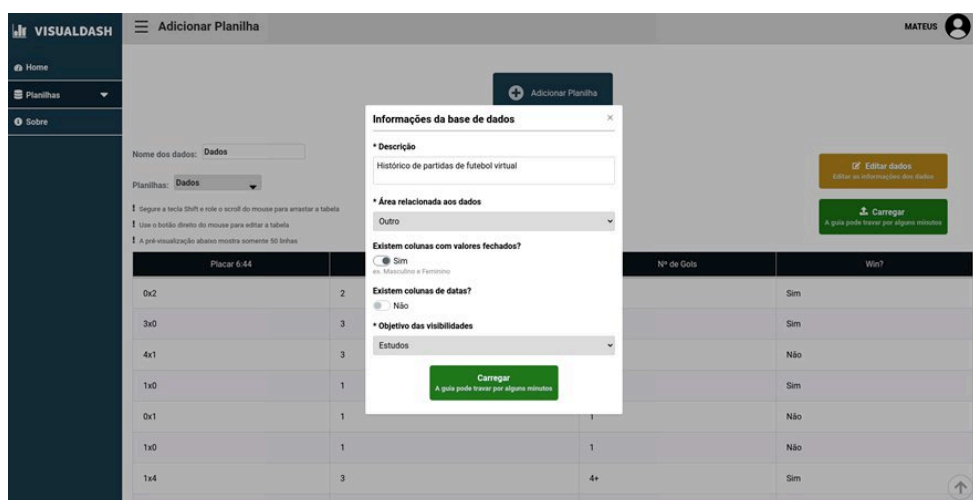 VISUALDASH
Adicionar Planilha
MATEUS
Home
Planilhas
Sobre
Adicionar Planilha
Informações da base de dados
×
* Descrição
Histórico de partidas de futebol virtual
* Área relacionada aos dados
Outro
Existem colunas com valores fechados?
Sim
ex. Masculino e Feminino
Existem colunas de datas?
Não
* Objetivo das visibilidades
Estudos
Carregar
A guia pode travar por alguns minutos
Nome dos dados: Dados
Planilhas: Dados
! Segure a tecla Shift e role o scroll do mouse para arrastar a tabela
! Use o botão direito do mouse para editar a tabela
! A pré-visualização abaixo mostra somente 50 linhas
Editar dados
Editar as informações dos dados
Carregar
A guia pode travar por alguns minutos
Placar 6:44 Nº de Gols Win?
0x2 2 Sim
3x0 3 Sim
4x1 3 Não
1x0 1 Sim
0x1 1 1 Não
1x0 1 1 Não
1x4 3 4+ Sim